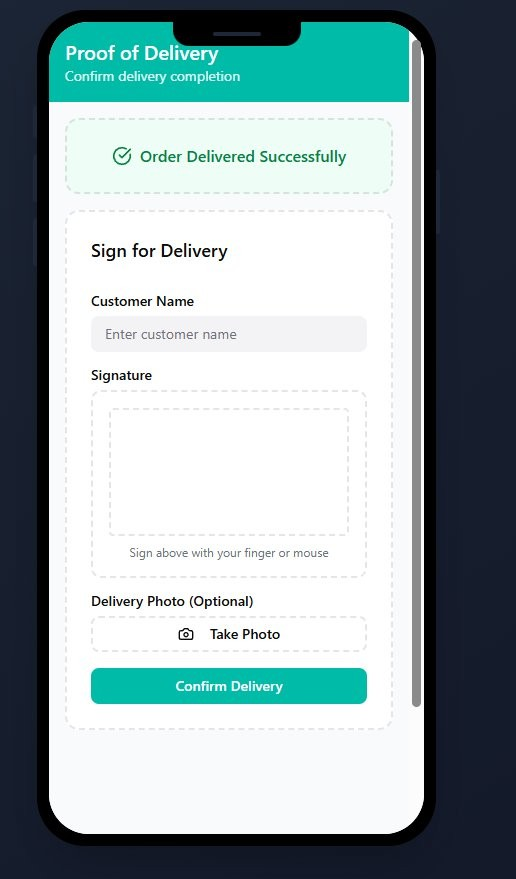 Proof of Delivery
Confirm delivery completion
Order Delivered Successfully
Sign for Delivery
Customer Name
Enter customer name
Signature
Sign above with your finger or mouse
Delivery Photo (Optional)
Take Photo
Confirm Delivery